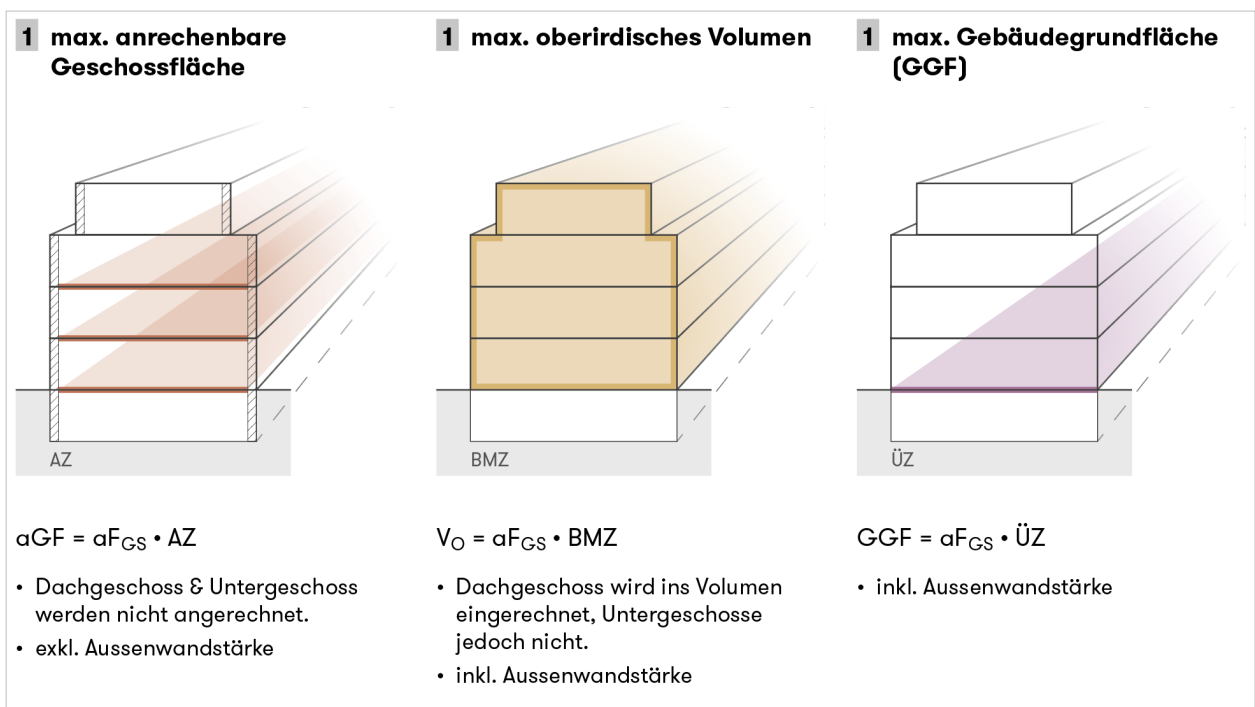 1 max. anrechenbare
Geschossfläche
AZ
aGF = aF_GS • AZ
• Dachgeschoss & Untergeschoss
werden nicht angerechnet.
• exkl. Aussenwandstärke
1 max. oberirdisches Volumen
BMZ
V_O = aF_GS • BMZ
• Dachgeschoss wird ins Volumen
eingerechnet, Untergeschosse
jedoch nicht.
• inkl. Aussenwandstärke
1 max. Gebäudegrundfläche
(GGF)
ÜZ
GGF = aF_GS • ÜZ
• inkl. Aussenwandstärke